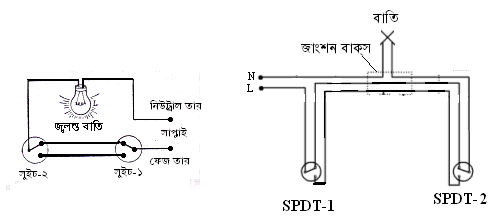 জ্বলন্ত বাতি
নিউট্রাল তার
সাপ্লাই
ফেজ তার
সুইচ-২
সুইচ-১
বাতি
জাংশন বাকস
N
L
SPDT-1
SPDT-2